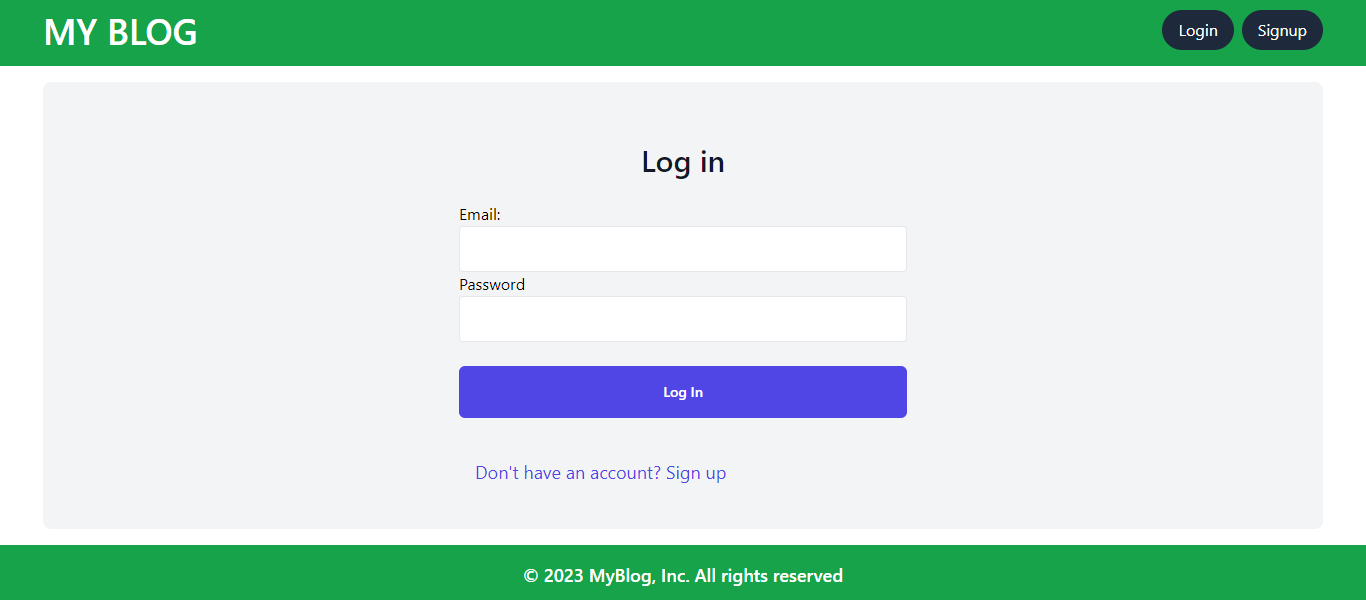 MY BLOG
Login
Signup
Log in
Email:
Password
Log In
Don't have an account? Sign up
© 2023 MyBlog, Inc. All rights reserved